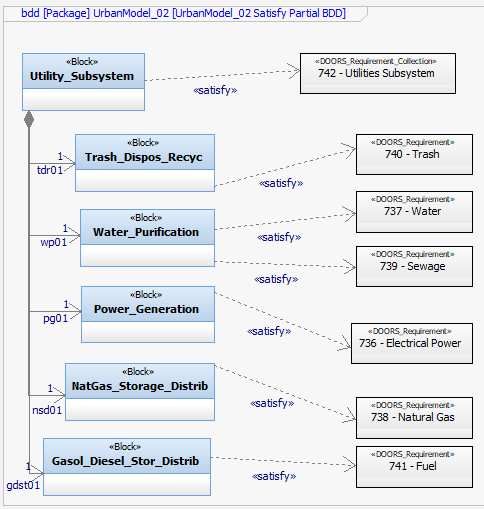 bdd [Package] UrbanModel_02 [UrbanModel_02 Satisfy Partial BDD]
«Block»
Utility_Subsystem
«DOORS_Requirement_Collection»
742 - Utilities Subsystem
«satisfy»
«Block»
Trash_Dispos_Recyc
1
tdr01
«DOORS_Requirement»
740 - Trash
«satisfy»
«Block»
Water_Purification
1
wp01
«DOORS_Requirement»
737 - Water
«satisfy»
«DOORS_Requirement»
739 - Sewage
«satisfy»
«Block»
Power_Generation
1
pg01
«DOORS_Requirement»
736 - Electrical Power
«satisfy»
«Block»
NatGas_Storage_Distrib
1
nsd01
«DOORS_Requirement»
738 - Natural Gas
«satisfy»
«Block»
Gasol_Diesel_Stor_Distrib
1
gdst01
«DOORS_Requirement»
741 - Fuel
«satisfy»